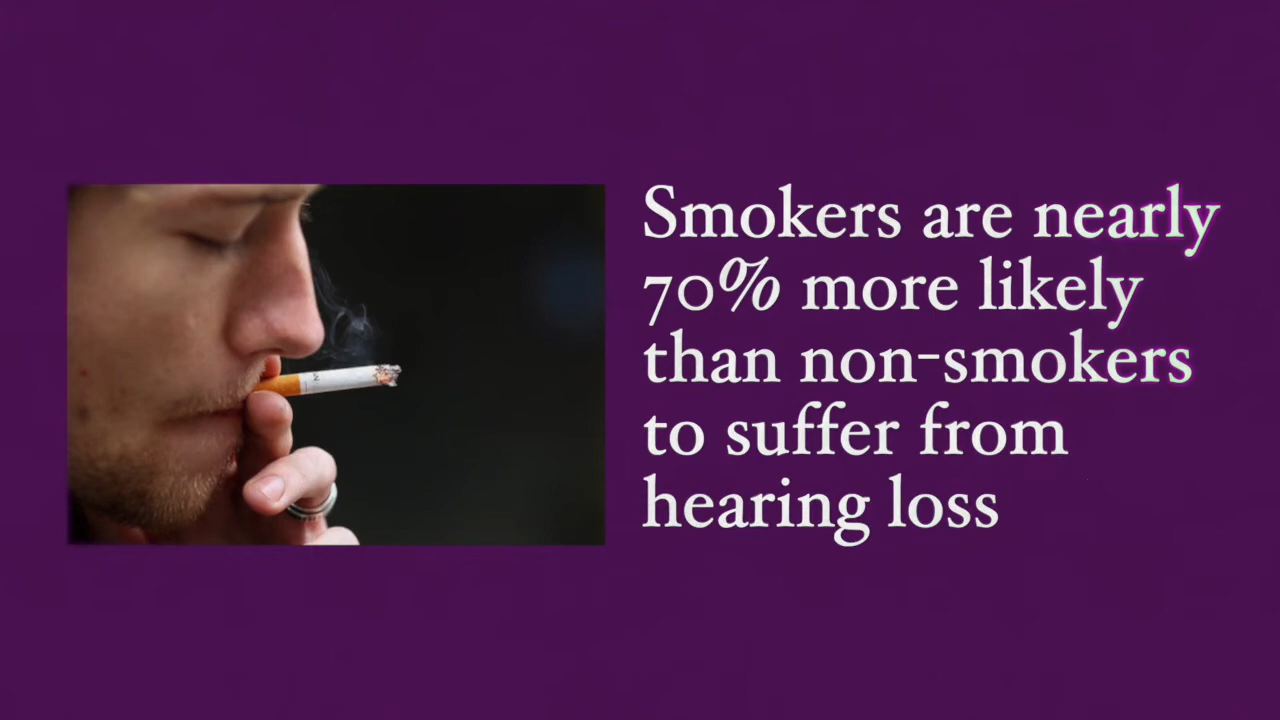 Smokers are nearly
70% more likely
than non-smokers
to suffer from
hearing loss